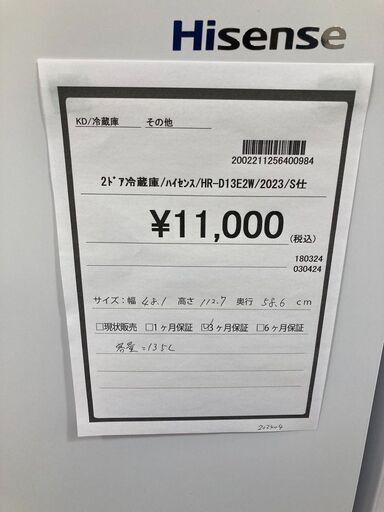 Hisense
KD/冷蔵庫 その他
2002211256400984
2ﾄﾞｱ冷蔵庫/ﾊｲｾﾝｽ/HR-D13E2W/2023/S仕
¥11,000(税込)
180324
030424
サイズ:幅 48.1 高さ 112.7 奥行 58.6 cm
□現状販売 □1ヶ月保証 ☑3ヶ月保証 □6ヶ月保証
容量=135L